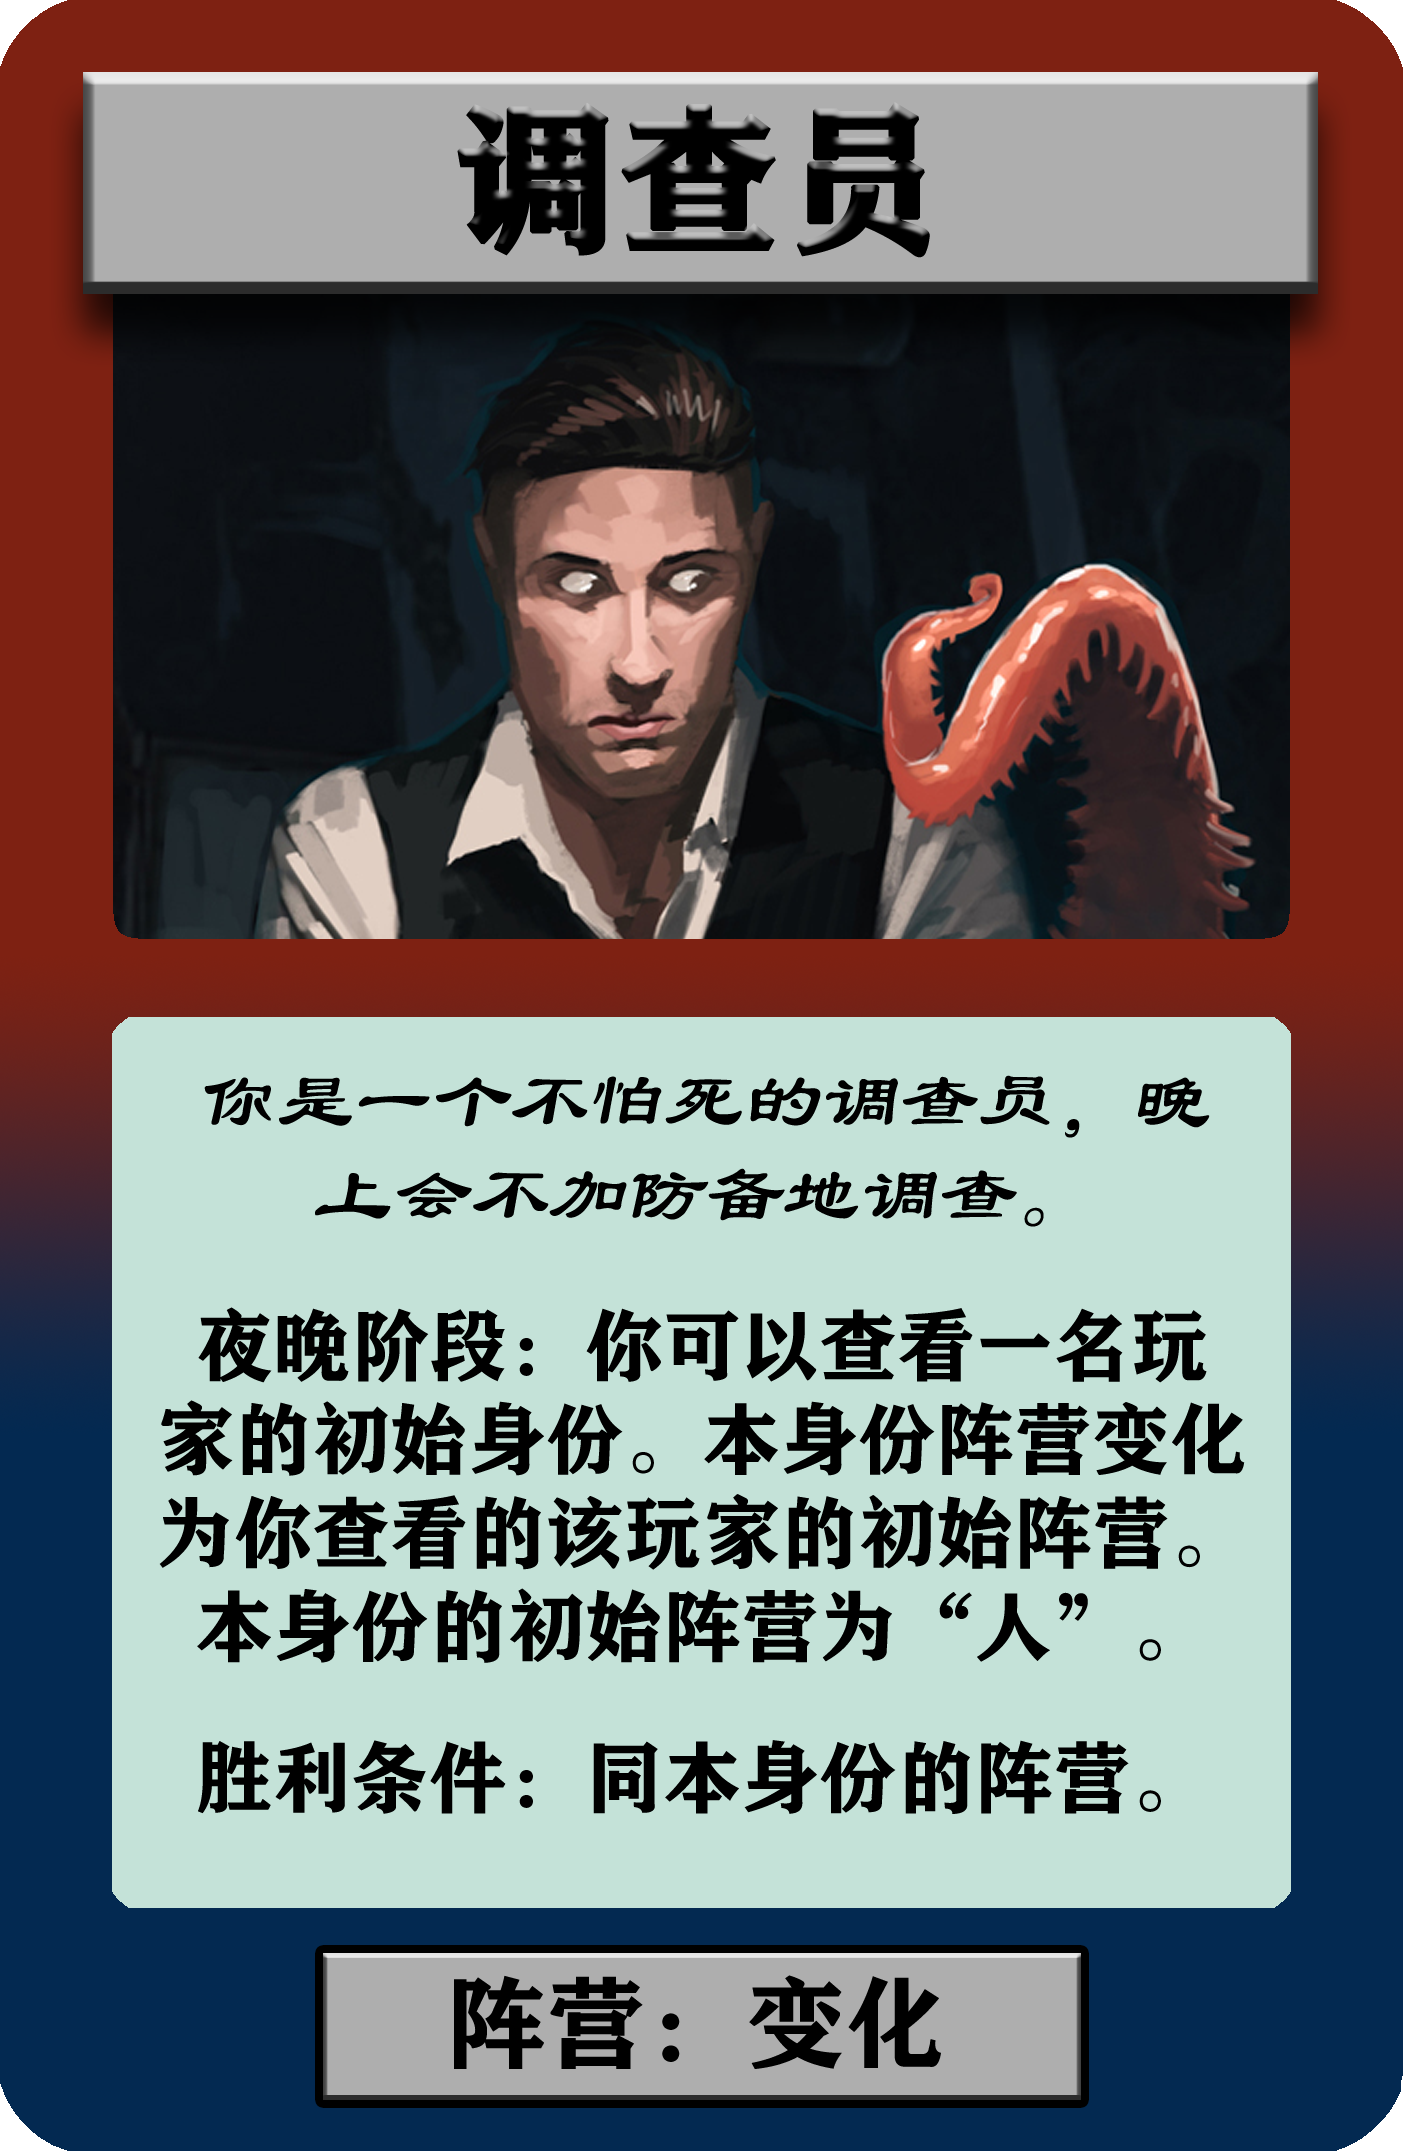 调查员
你是一个不怕死的调查员，晚
上会不加防备地调查。
夜晚阶段：你可以查看一名玩
家的初始身份。本身份阵营变化
为你查看的该玩家的初始阵营。
本身份的初始阵营为“人”。
胜利条件：同本身份的阵营。
阵营：变化